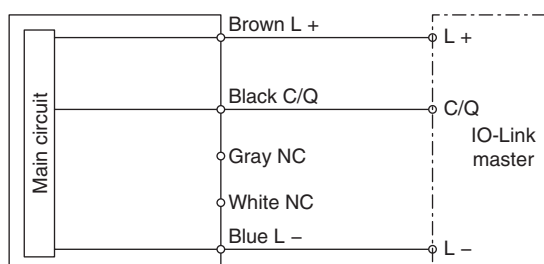 Main circuit
Brown L +
L +
Black C/Q
C/Q
IO-Link
master
Gray NC
White NC
Blue L –
L –